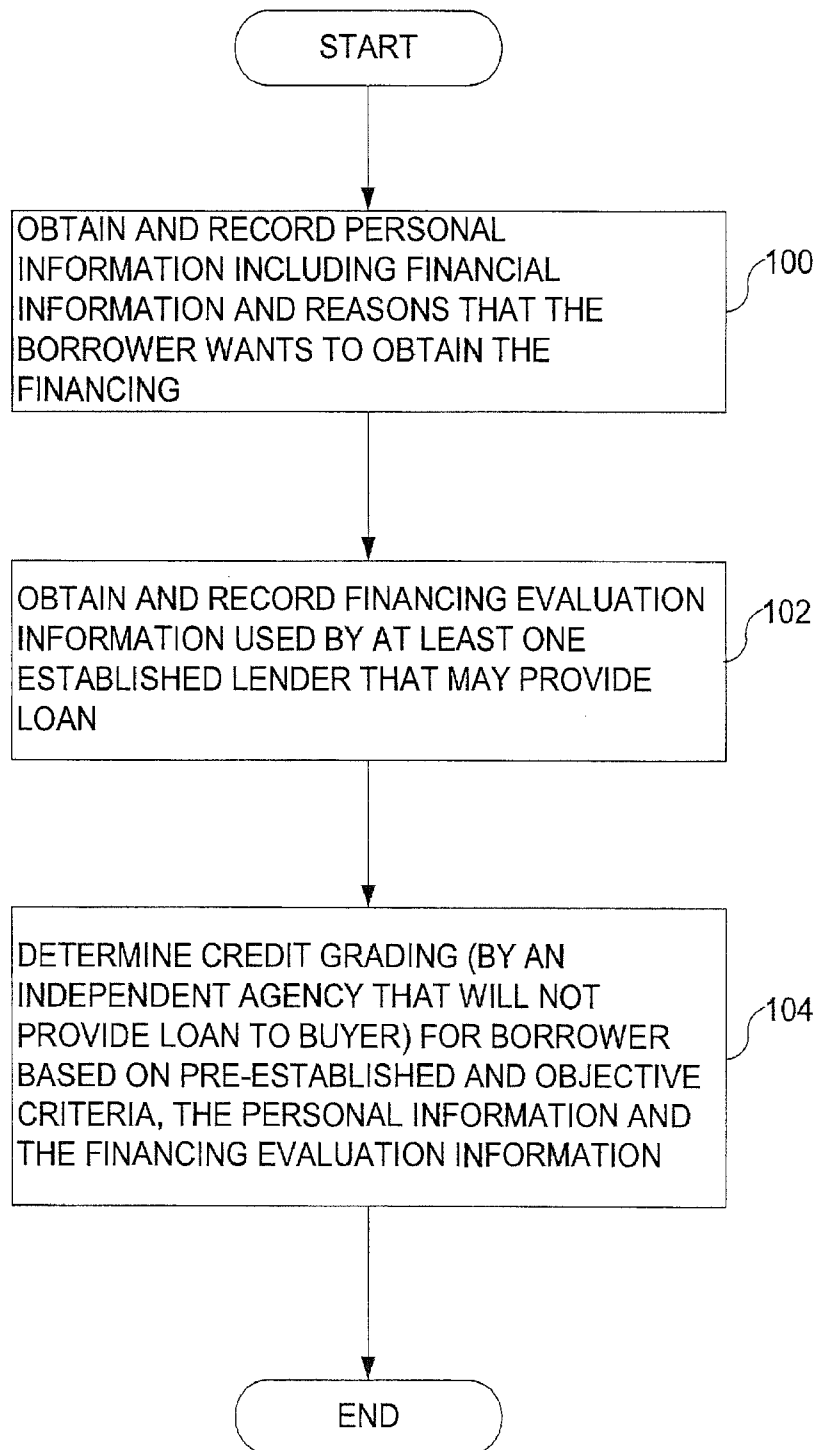 START
OBTAIN AND RECORD PERSONAL
INFORMATION INCLUDING FINANCIAL
INFORMATION AND REASONS THAT THE
BORROWER WANTS TO OBTAIN THE
FINANCING
100
OBTAIN AND RECORD FINANCING EVALUATION
INFORMATION USED BY AT LEAST ONE
ESTABLISHED LENDER THAT MAY PROVIDE
LOAN
102
DETERMINE CREDIT GRADING (BY AN
INDEPENDENT AGENCY THAT WILL NOT
PROVIDE LOAN TO BUYER) FOR BORROWER
BASED ON PRE-ESTABLISHED AND OBJECTIVE
CRITERIA, THE PERSONAL INFORMATION AND
THE FINANCING EVALUATION INFORMATION
104
END